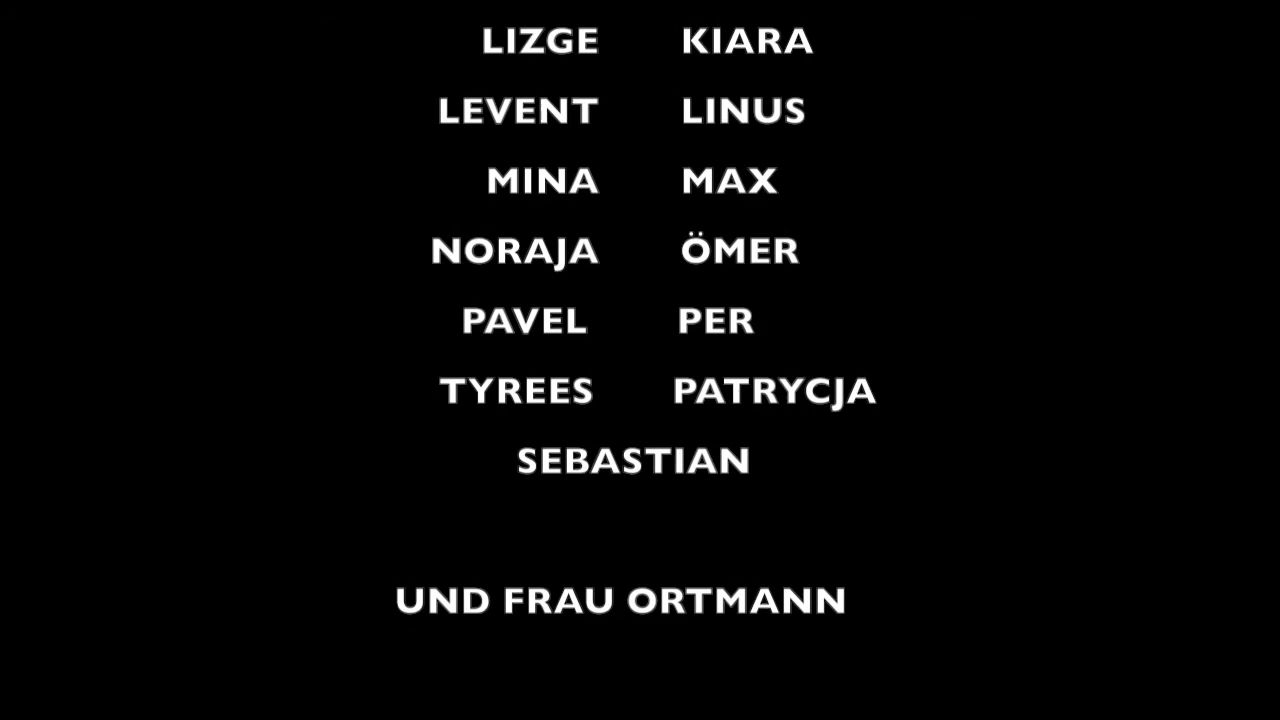 LIZGE KIARA
LEVENT LINUS
MINA MAX
NORAJA ÖMER
PAVEL PER
TYREES PATRYCJA
SEBASTIAN
UND FRAU ORTMANN